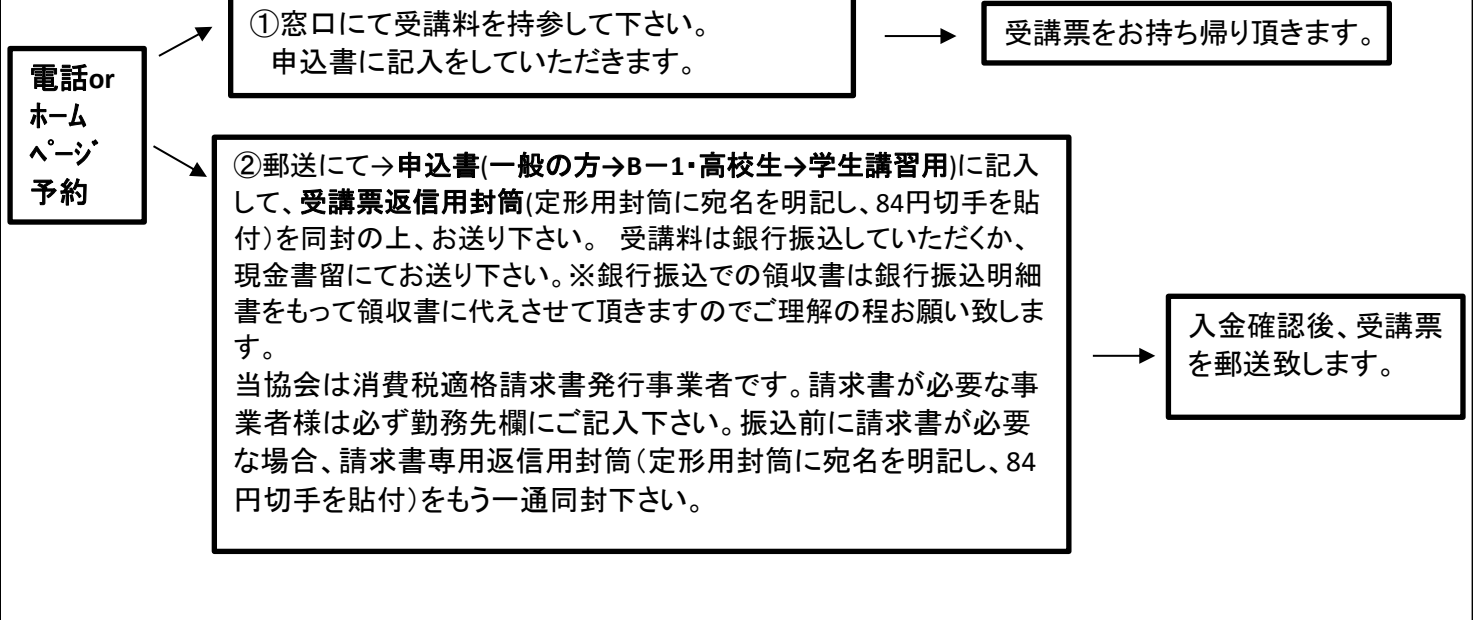 電話or
ホーム
ページ
予約
①窓口にて受講料を持参して下さい。
申込書に記入をしていただきます。
受講票をお持ち帰り頂きます。
②郵送にて→申込書(一般の方→B－1・高校生→学生講習用)に記入
して、受講票返信用封筒(定形用封筒に宛名を明記し、84円切手を貼
付)を同封の上、お送り下さい。 受講料は銀行振込していただくか、
現金書留にてお送り下さい。※銀行振込での領収書は銀行振込明細
書をもって領収書に代えさせて頂きますのでご理解の程お願い致しま
す。
当協会は消費税適格請求書発行事業者です。請求書が必要な事
業者様は必ず勤務先欄にご記入下さい。振込前に請求書が必要
な場合、請求書専用返信用封筒(定形用封筒に宛名を明記し、84
円切手を貼付)をもう一通同封下さい。
入金確認後、受講票
を郵送致します。